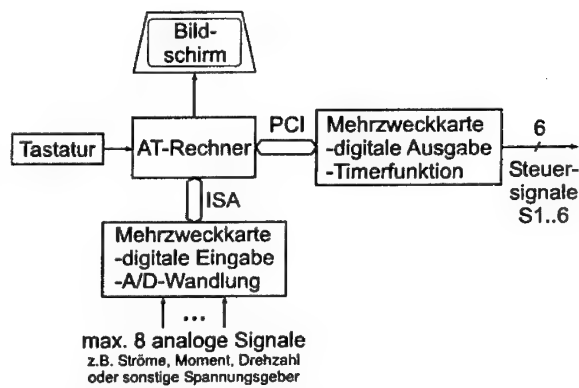 Bild-
schirm
Tastatur
AT-Rechner
PCI
Mehrzweckkarte
-digitale Ausgabe
-Timerfunktion
6
Steuer-
signale
S1..6
ISA
Mehrzweckkarte
-digitale Eingabe
-A/D-Wandlung
...
max. 8 analoge Signale
z.B. Ströme, Moment, Drehzahl
oder sonstige Spannungsgeber